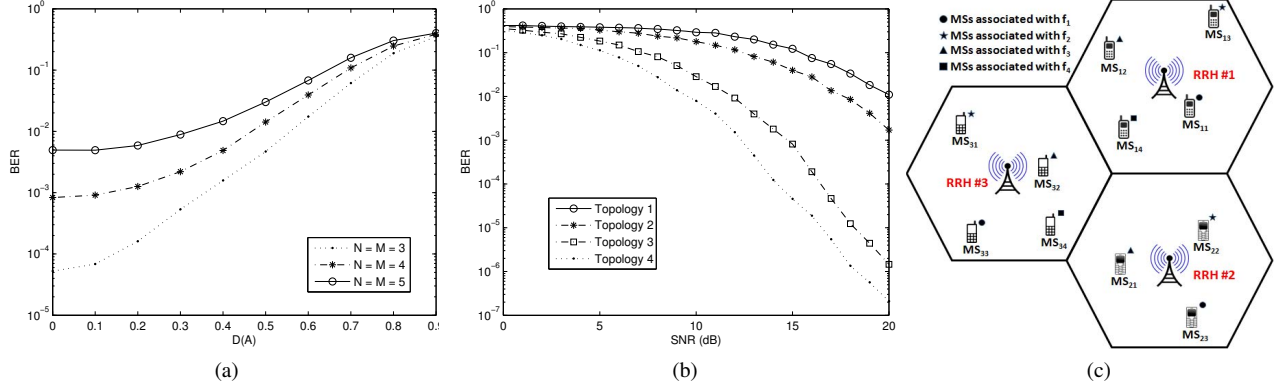 10⁰
10⁻¹
10⁻²
10⁻³
10⁻⁴
10⁻⁵
BER
0 0.1 0.2 0.3 0.4 0.5 0.6 0.7 0.8 0.9
D(A)
N = M = 3
N = M = 4
N = M = 5
(a)
10⁰
10⁻¹
10⁻²
10⁻³
10⁻⁴
10⁻⁵
10⁻⁶
10⁻⁷
BER
0 5 10 15 20
SNR (dB)
Topology 1
Topology 2
Topology 3
Topology 4
(b)
MSs associated with f₁
MSs associated with f₂
MSs associated with f₃
MSs associated with f₄
MS₁₃
MS₁₂
RRH #1
MS₁₁
MS₁₄
MS₃₁
RRH #3
MS₃₂
MS₃₃
MS₃₄
MS₂₂
MS₂₁
RRH #2
MS₂₃
(c)